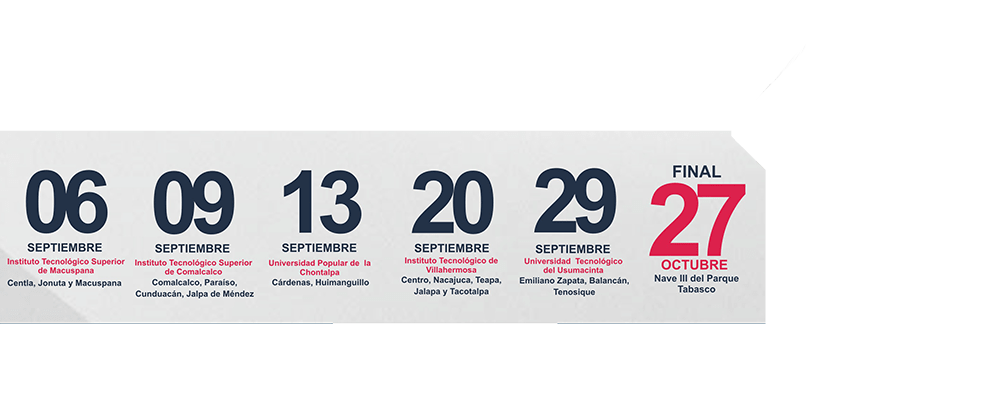 06
SEPTIEMBRE
Instituto Tecnológico Superior
de Macuspana
Centla, Jonuta y Macuspana
09
SEPTIEMBRE
Instituto Tecnológico Superior
de Comalcalco
Comalcalco, Paraíso,
Cunduacán, Jalpa de Méndez
13
SEPTIEMBRE
Universidad Popular de la
Chontalpa
Cárdenas, Huimanguillo
20
SEPTIEMBRE
Instituto Tecnológico de
Villahermosa
Centro, Nacajuca, Teapa,
Jalapa y Tacotalpa
29
SEPTIEMBRE
Universidad Tecnológico
del Usumacinta
Emiliano Zapata, Balancán,
Tenosique
FINAL
27
OCTUBRE
Nave III del Parque
Tabasco